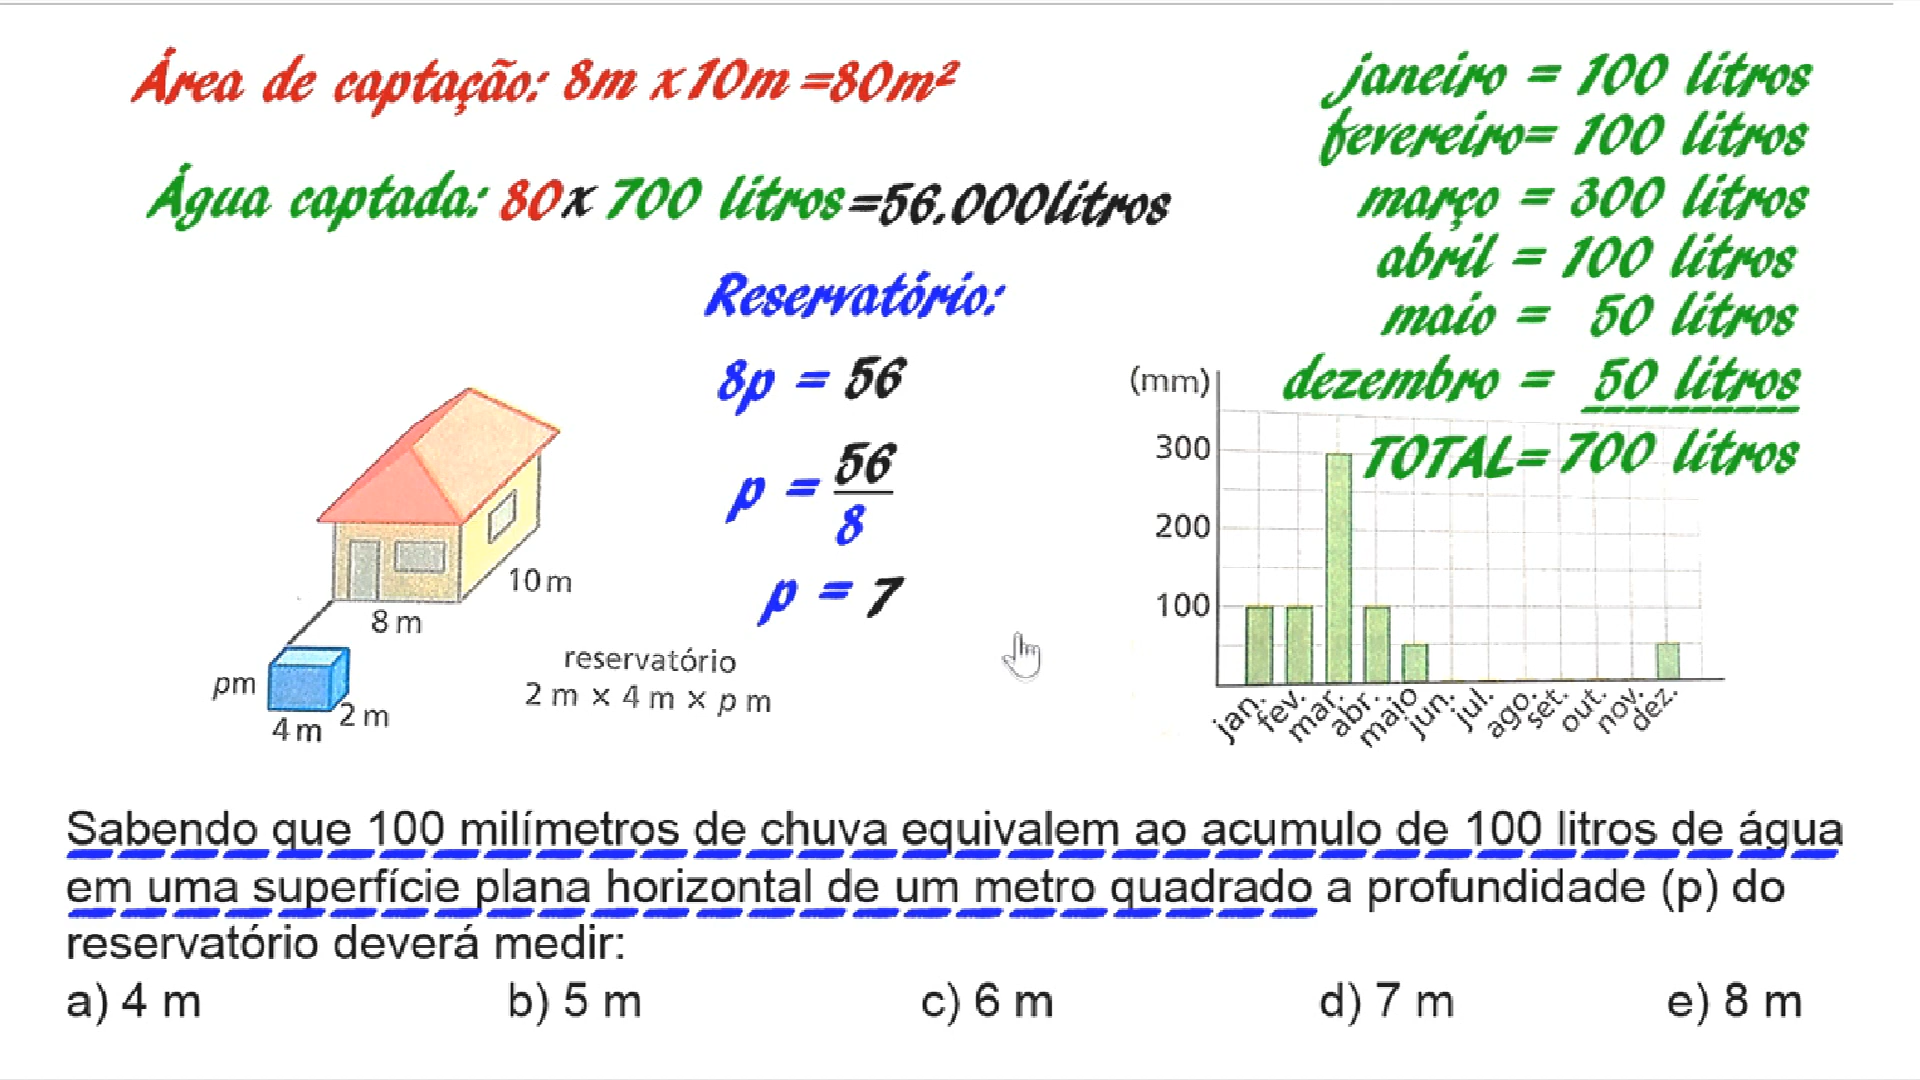 Área de captação: 8m x 10m =80m²
Água captada: 80x 700 litros=56.000litros
Reservatório:
8p = 56
p = 56
8
p = 7
janeiro = 100 litros
fevereiro= 100 litros
março = 300 litros
abril = 100 litros
maio = 50 litros
dezembro = 50 litros
TOTAL= 700 litros
10 m
8 m
pm
4 m
2 m
reservatório
2 m × 4 m × p m
(mm)
300
200
100
jan. fev. mar. abr. maio jun. jul. ago. set. out. nov. dez.
Sabendo que 100 milímetros de chuva equivalem ao acumulo de 100 litros de água
em uma superfície plana horizontal de um metro quadrado a profundidade (p) do
reservatório deverá medir:
a) 4 m b) 5 m c) 6 m d) 7 m e) 8 m